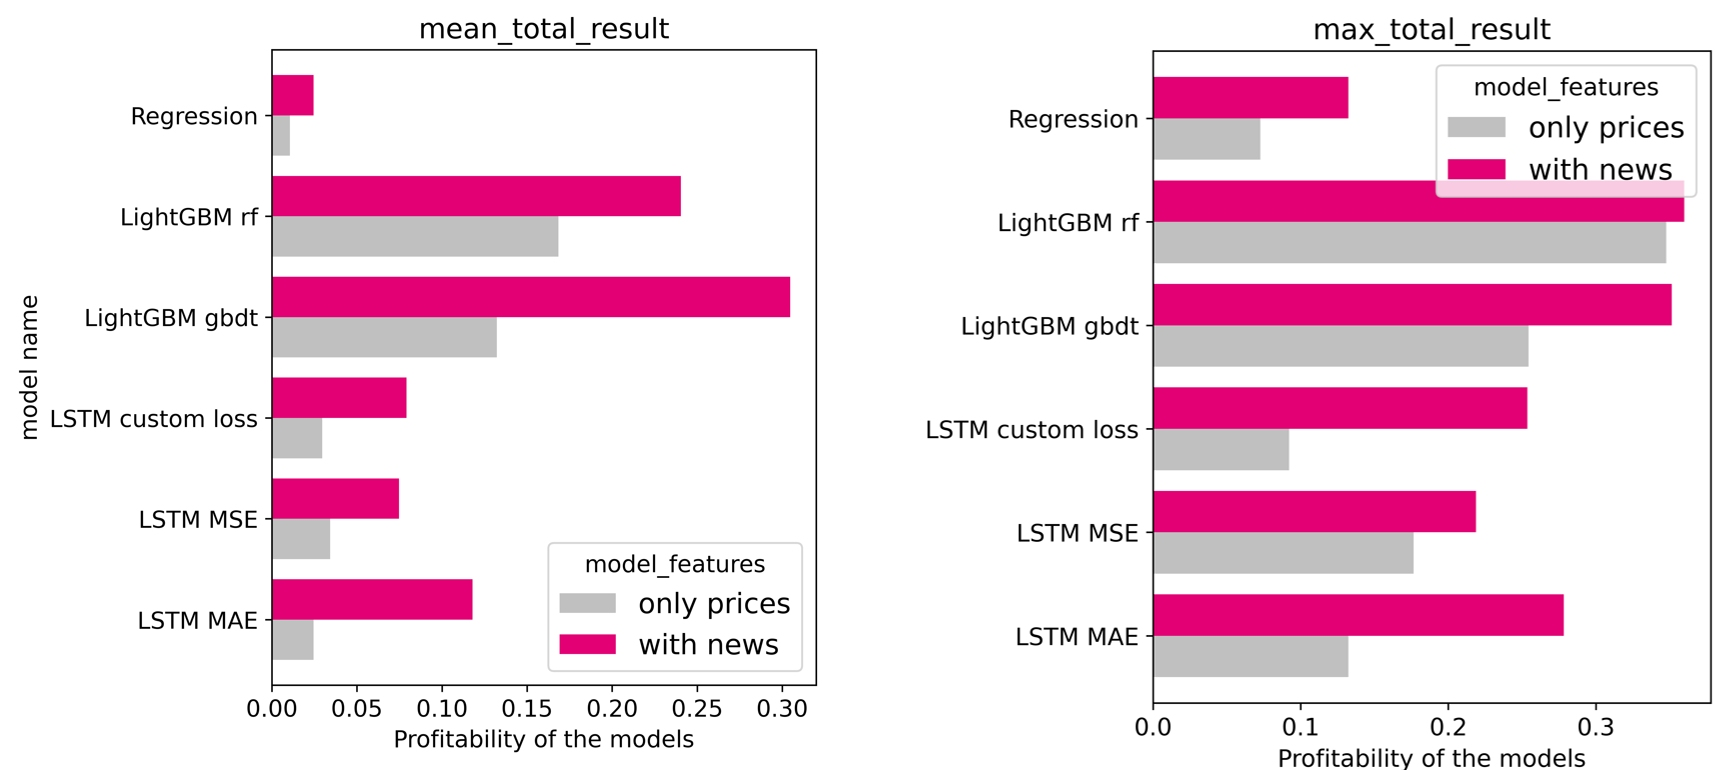 mean_total_result
model name
Regression
LightGBM rf
LightGBM gbdt
LSTM custom loss
LSTM MSE
LSTM MAE
model_features
only prices
with news
0.00 0.05 0.10 0.15 0.20 0.25 0.30
Profitability of the models
max_total_result
model_features
only prices
with news
Regression
LightGBM rf
LightGBM gbdt
LSTM custom loss
LSTM MSE
LSTM MAE
0.0 0.1 0.2 0.3
Profitability of the models